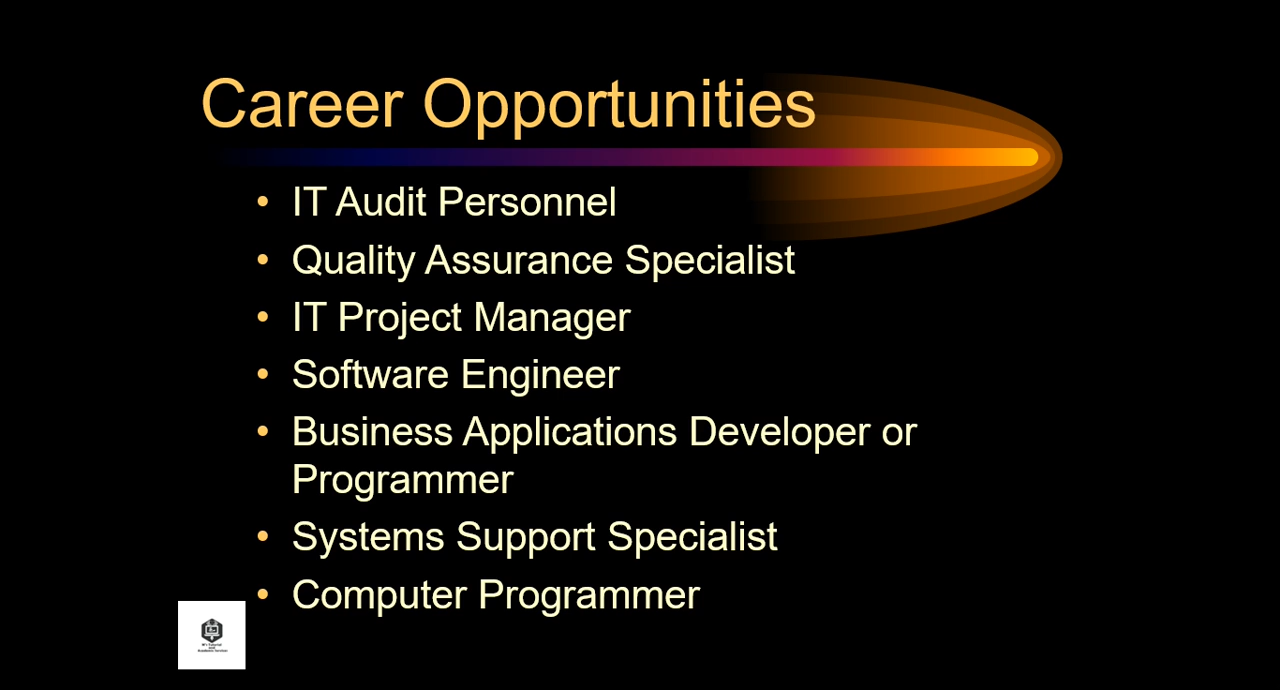 Career Opportunities
• IT Audit Personnel
• Quality Assurance Specialist
• IT Project Manager
• Software Engineer
• Business Applications Developer or
Programmer
• Systems Support Specialist
• Computer Programmer